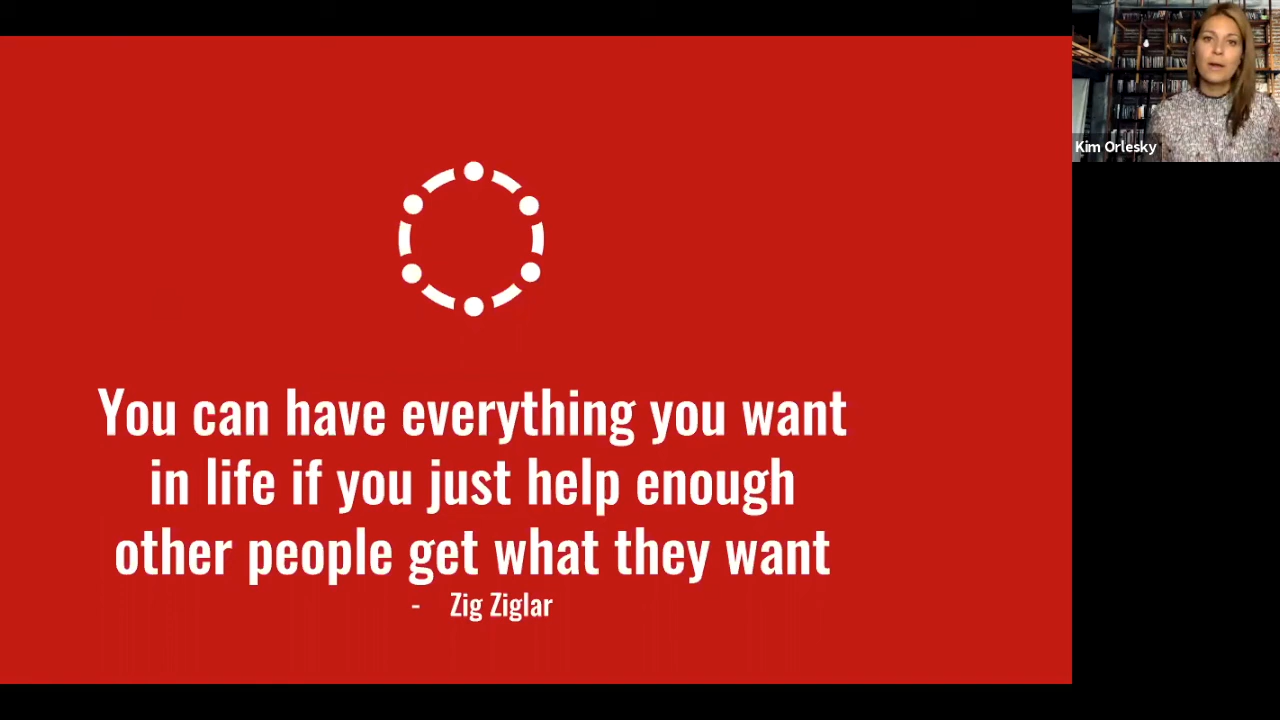 Kim Orlesky
You can have everything you want
in life if you just help enough
other people get what they want
- Zig Ziglar